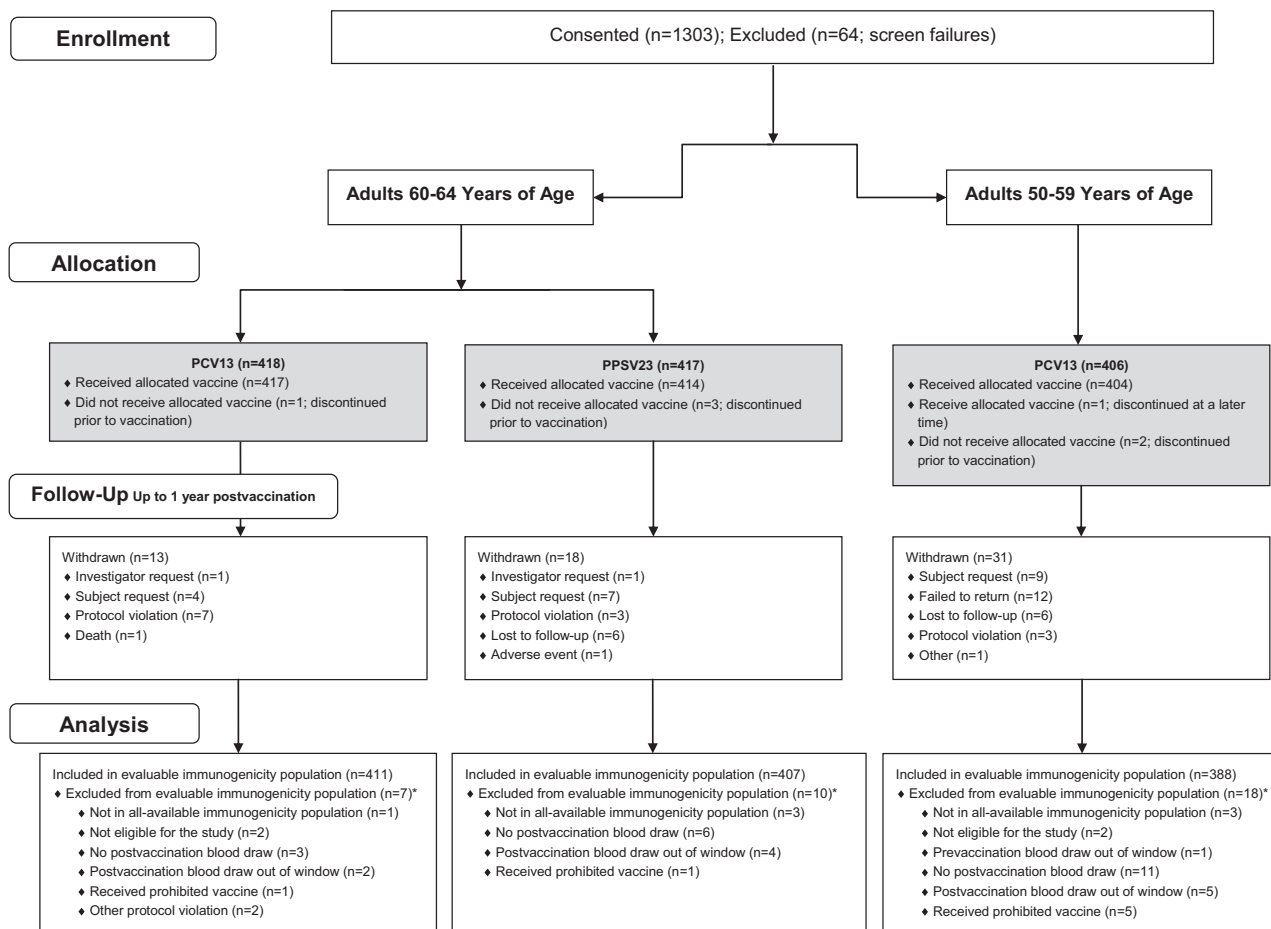 Enrollment
Consented (n=1303); Excluded (n=64; screen failures)
Adults 60-64 Years of Age
Adults 50-59 Years of Age
Allocation
PCV13 (n=418)
♦ Received allocated vaccine (n=417)
♦ Did not receive allocated vaccine (n=1; discontinued
prior to vaccination)
PPSV23 (n=417)
♦ Received allocated vaccine (n=414)
♦ Did not receive allocated vaccine (n=3; discontinued
prior to vaccination)
PCV13 (n=406)
♦ Received allocated vaccine (n=404)
♦ Receive allocated vaccine (n=1; discontinued at a later
time)
♦ Did not receive allocated vaccine (n=2; discontinued
prior to vaccination)
Follow-Up Up to 1 year postvaccination
Withdrawn (n=13)
♦ Investigator request (n=1)
♦ Subject request (n=4)
♦ Protocol violation (n=7)
♦ Death (n=1)
Withdrawn (n=18)
♦ Investigator request (n=1)
♦ Subject request (n=7)
♦ Protocol violation (n=3)
♦ Lost to follow-up (n=6)
♦ Adverse event (n=1)
Withdrawn (n=31)
♦ Subject request (n=9)
♦ Failed to return (n=12)
♦ Lost to follow-up (n=6)
♦ Protocol violation (n=3)
♦ Other (n=1)
Analysis
Included in evaluable immunogenicity population (n=411)
♦ Excluded from evaluable immunogenicity population (n=7)*
♦ Not in all-available immunogenicity population (n=1)
♦ Not eligible for the study (n=2)
♦ No postvaccination blood draw (n=3)
♦ Postvaccination blood draw out of window (n=2)
♦ Received prohibited vaccine (n=1)
♦ Other protocol violation (n=2)
Included in evaluable immunogenicity population (n=407)
♦ Excluded from evaluable immunogenicity population (n=10)*
♦ Not in all-available immunogenicity population (n=3)
♦ No postvaccination blood draw (n=6)
♦ Postvaccination blood draw out of window (n=4)
♦ Received prohibited vaccine (n=1)
Included in evaluable immunogenicity population (n=388)
♦ Excluded from evaluable immunogenicity population (n=18)*
♦ Not in all-available immunogenicity population (n=3)
♦ Not eligible for the study (n=2)
♦ Prevaccination blood draw out of window (n=1)
♦ No postvaccination blood draw (n=11)
♦ Postvaccination blood draw out of window (n=5)
♦ Received prohibited vaccine (n=5)